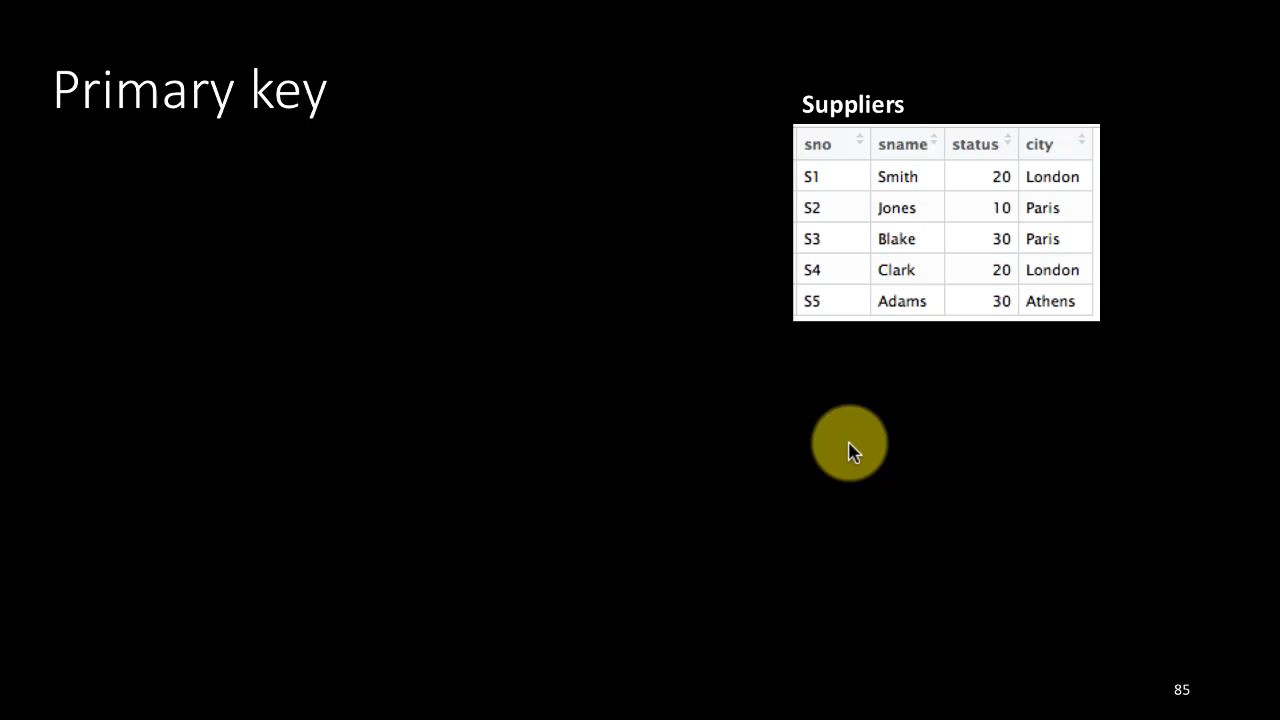 Primary key
Suppliers
sno sname status city
S1 Smith 20 London
S2 Jones 10 Paris
S3 Blake 30 Paris
S4 Clark 20 London
S5 Adams 30 Athens
85